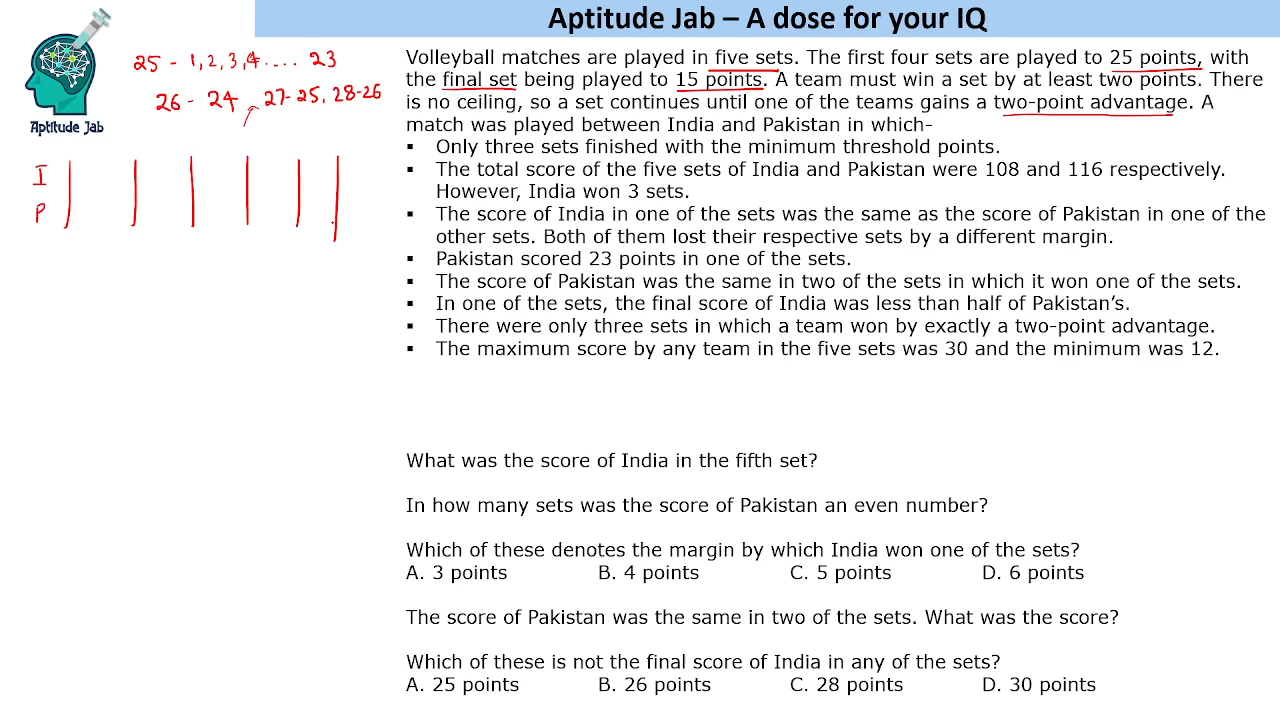 Aptitude Jab – A dose for your IQ
25 - 1, 2, 3, 4 .... 23
26 - 24 27-25, 28-26
Aptitude Jab
I
P
Volleyball matches are played in five sets. The first four sets are played to 25 points, with
the final set being played to 15 points. A team must win a set by at least two points. There
is no ceiling, so a set continues until one of the teams gains a two-point advantage. A
match was played between India and Pakistan in which-
▪ Only three sets finished with the minimum threshold points.
▪ The total score of the five sets of India and Pakistan were 108 and 116 respectively.
However, India won 3 sets.
▪ The score of India in one of the sets was the same as the score of Pakistan in one of the
other sets. Both of them lost their respective sets by a different margin.
▪ Pakistan scored 23 points in one of the sets.
▪ The score of Pakistan was the same in two of the sets in which it won one of the sets.
▪ In one of the sets, the final score of India was less than half of Pakistan's.
▪ There were only three sets in which a team won by exactly a two-point advantage.
▪ The maximum score by any team in the five sets was 30 and the minimum was 12.
What was the score of India in the fifth set?
In how many sets was the score of Pakistan an even number?
Which of these denotes the margin by which India won one of the sets?
A. 3 points B. 4 points C. 5 points D. 6 points
The score of Pakistan was the same in two of the sets. What was the score?
Which of these is not the final score of India in any of the sets?
A. 25 points B. 26 points C. 28 points D. 30 points